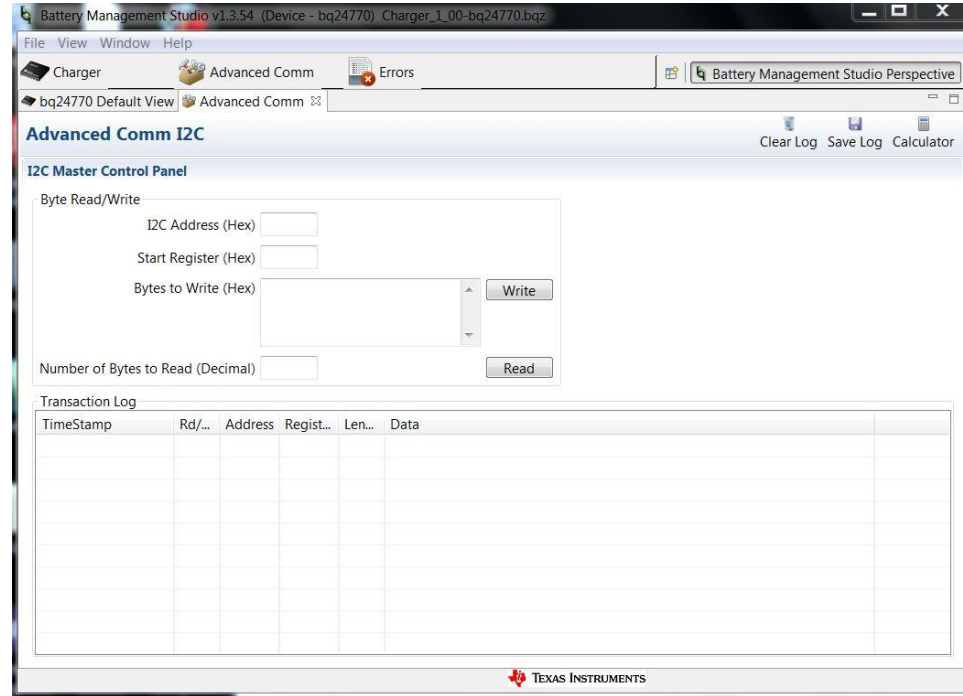 Battery Management Studio v1.3.54 (Device - bq24770) Charger_1_00-bq24770.bqz
File View Window Help
Charger Advanced Comm Errors Battery Management Studio Perspective
bq24770 Default View Advanced Comm
Advanced Comm I2C
Clear Log Save Log Calculator
I2C Master Control Panel
Byte Read/Write
I2C Address (Hex)
Start Register (Hex)
Bytes to Write (Hex) Write
Number of Bytes to Read (Decimal) Read
Transaction Log
TimeStamp Rd/... Address Regist... Len... Data
TEXAS INSTRUMENTS